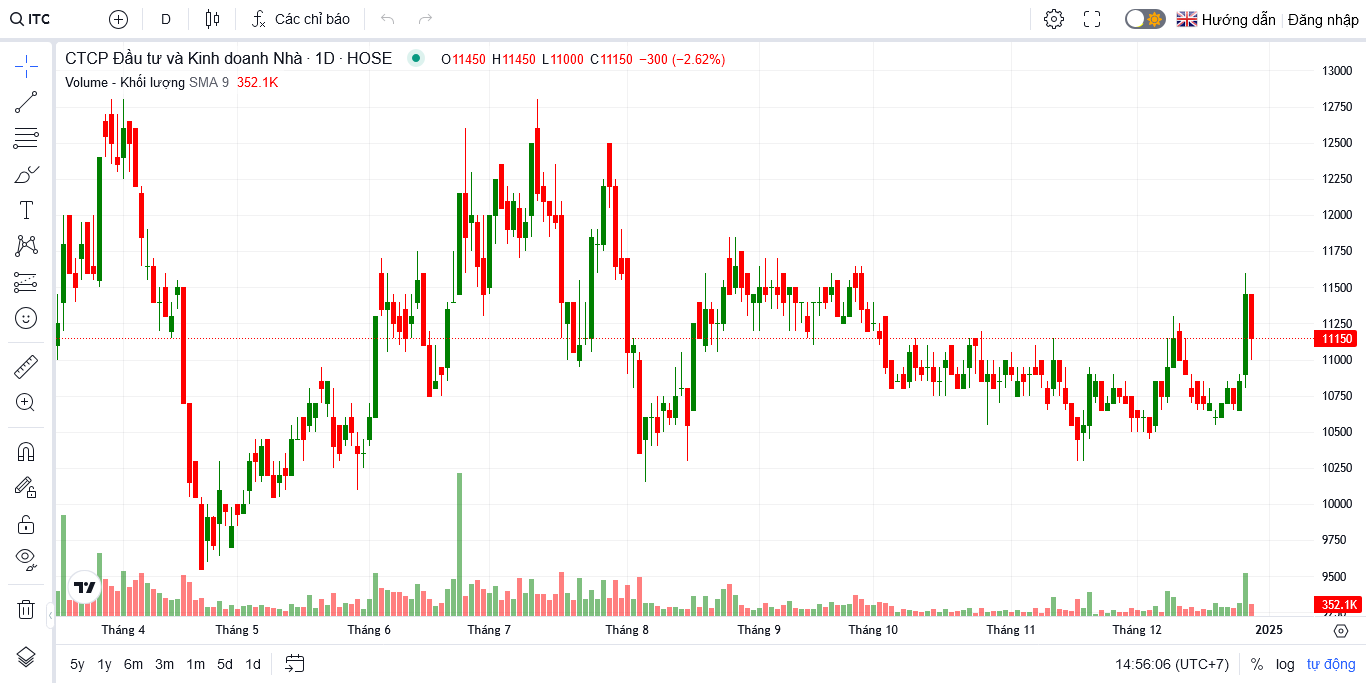 ITC D Các chỉ báo Hướng dẫn Đăng nhập
CTCP Đầu tư và Kinh doanh Nhà · 1D · HOSE O11450 H11450 L11000 C11150 −300 (−2.62%)
Volume - Khối lượng SMA 9 352.1K
13000
12750
12500
12250
12000
11750
11500
11250
11150
11000
10750
10500
10250
10000
9750
9500
352.1K
Tháng 4 Tháng 5 Tháng 6 Tháng 7 Tháng 8 Tháng 9 Tháng 10 Tháng 11 Tháng 12 2025
5y 1y 6m 3m 1m 5d 1d 14:56:06 (UTC+7) % log tự động